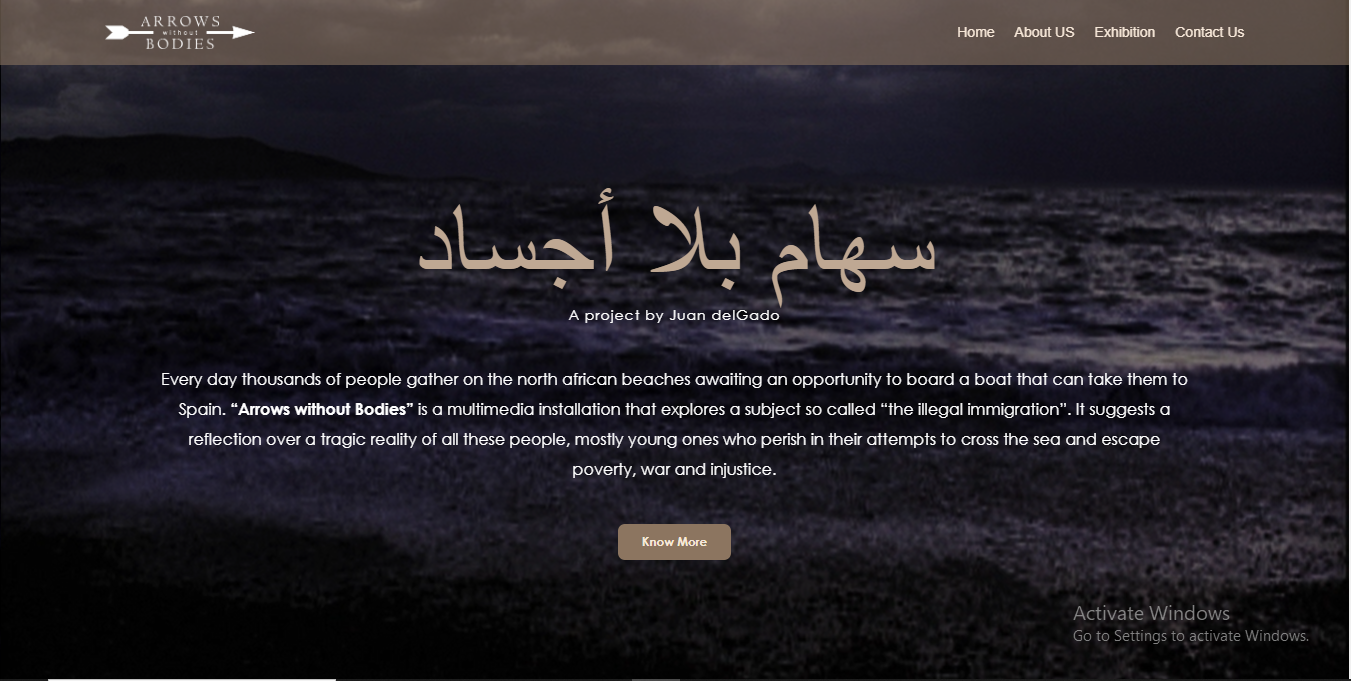 ARROWS
without
BODIES
Home About US Exhibition Contact Us
سهام بلا أجساد
A project by Juan delGado
Every day thousands of people gather on the north african beaches awaiting an opportunity to board a boat that can take them to
Spain. “Arrows without Bodies” is a multimedia installation that explores a subject so called “the illegal immigration”. It suggests a
reflection over a tragic reality of all these people, mostly young ones who perish in their attempts to cross the sea and escape
poverty, war and injustice.
Know More
Activate Windows
Go to Settings to activate Windows.